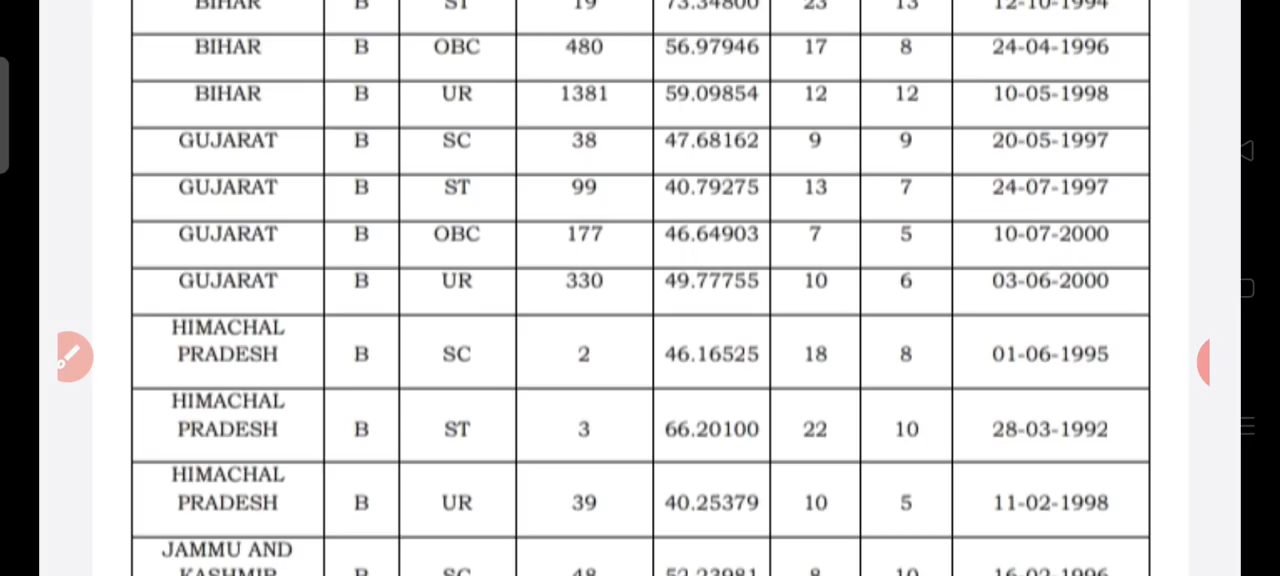 BIHAR B ST 19 73.34800 23 13 12-10-1994
BIHAR B OBC 480 56.97946 17 8 24-04-1996
BIHAR B UR 1381 59.09854 12 12 10-05-1998
GUJARAT B SC 38 47.68162 9 9 20-05-1997
GUJARAT B ST 99 40.79275 13 7 24-07-1997
GUJARAT B OBC 177 46.64903 7 5 10-07-2000
GUJARAT B UR 330 49.77755 10 6 03-06-2000
HIMACHAL
PRADESH B SC 2 46.16525 18 8 01-06-1995
HIMACHAL
PRADESH B ST 3 66.20100 22 10 28-03-1992
HIMACHAL
PRADESH B UR 39 40.25379 10 5 11-02-1998
JAMMU AND
KASHMIR B SC 48 52.23981 8 10 16-02-1996